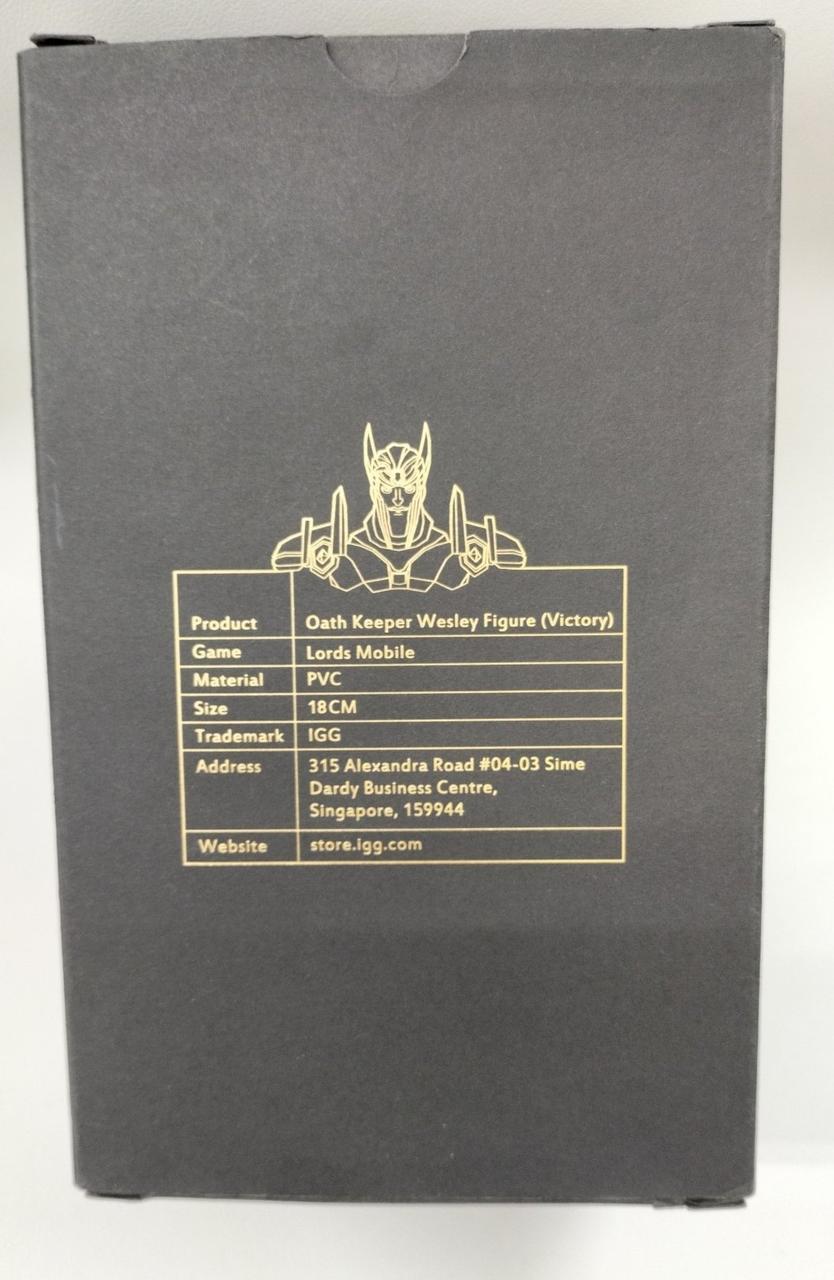 Product Oath Keeper Wesley Figure (Victory)
Game Lords Mobile
Material PVC
Size 18CM
Trademark IGG
Address 315 Alexandra Road #04-03 Sime
Dardy Business Centre,
Singapore, 159944
Website store.igg.com